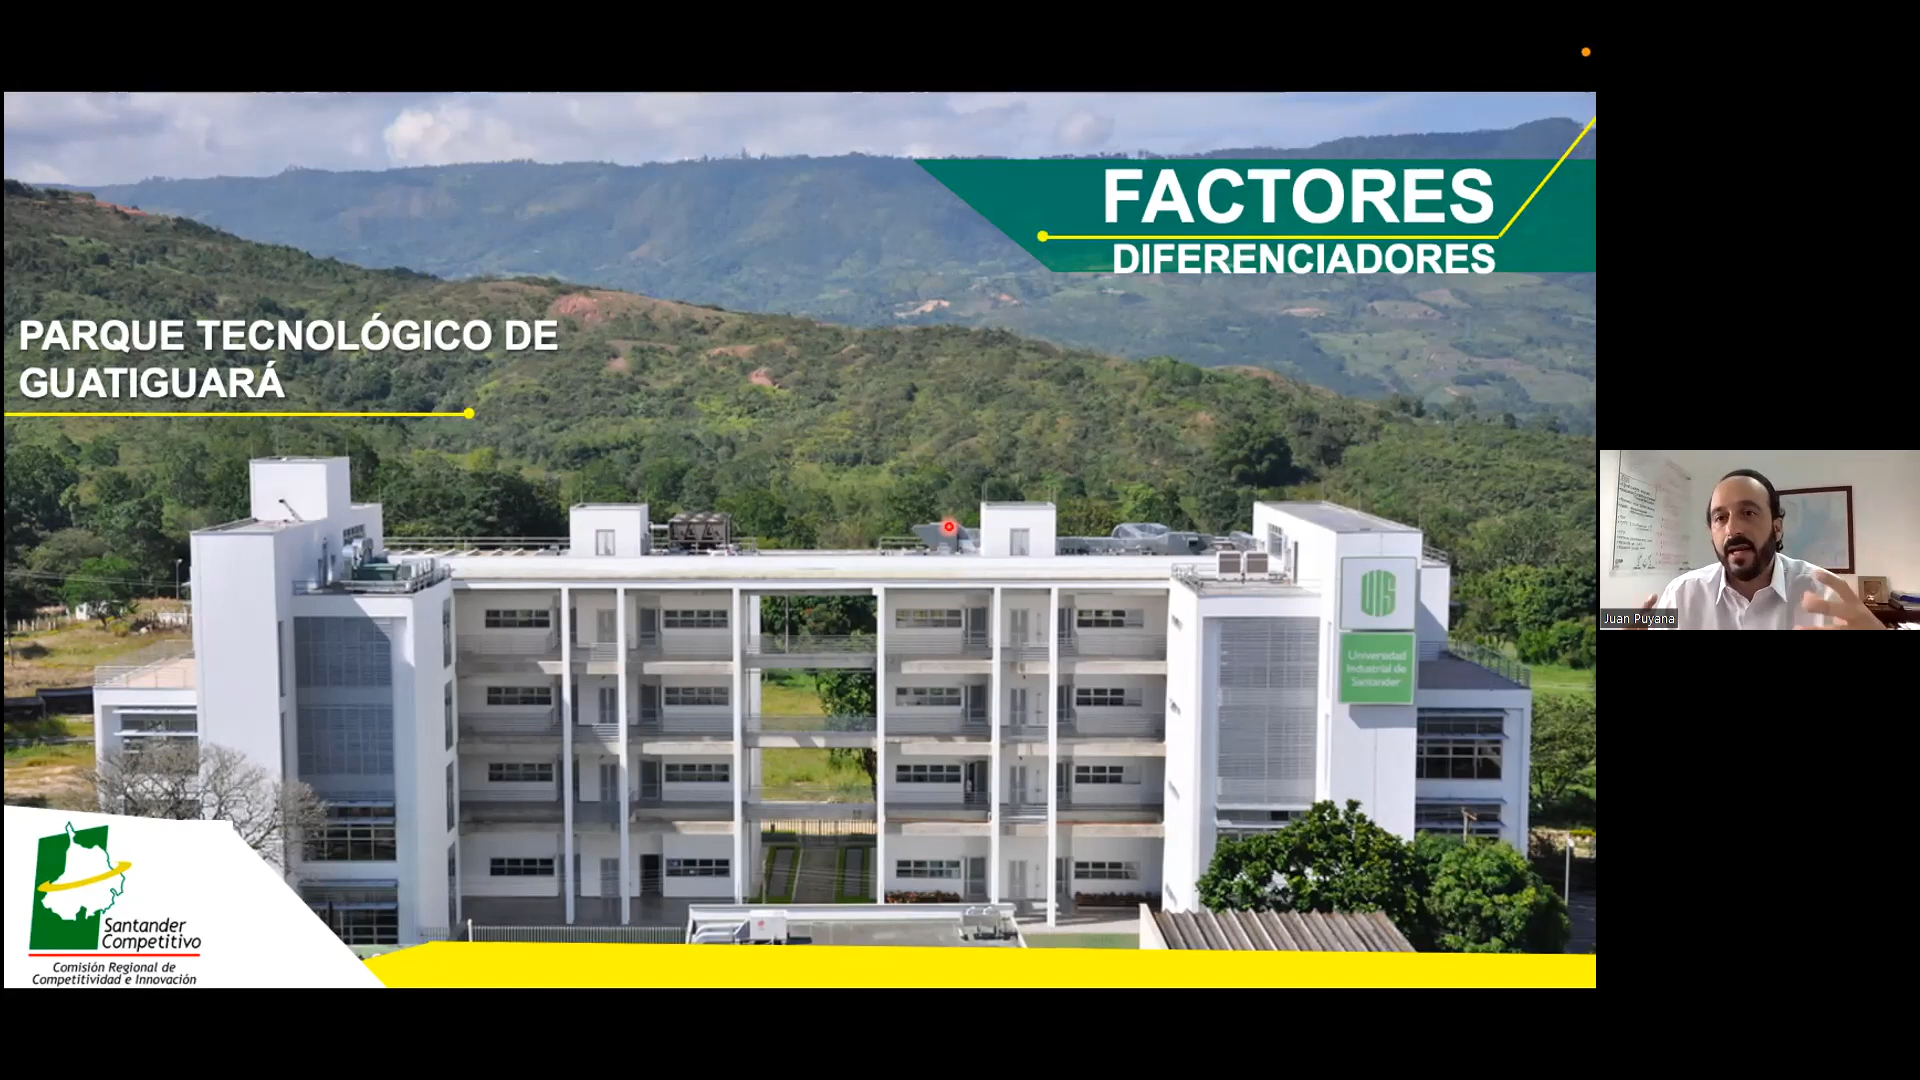 FACTORES
DIFERENCIADORES
PARQUE TECNOLÓGICO DE
GUATIGUARÁ
UIS
Universidad
Industrial de
Santander
Juan Puyana
Santander
Competitivo
Comisión Regional de
Competitividad e Innovación